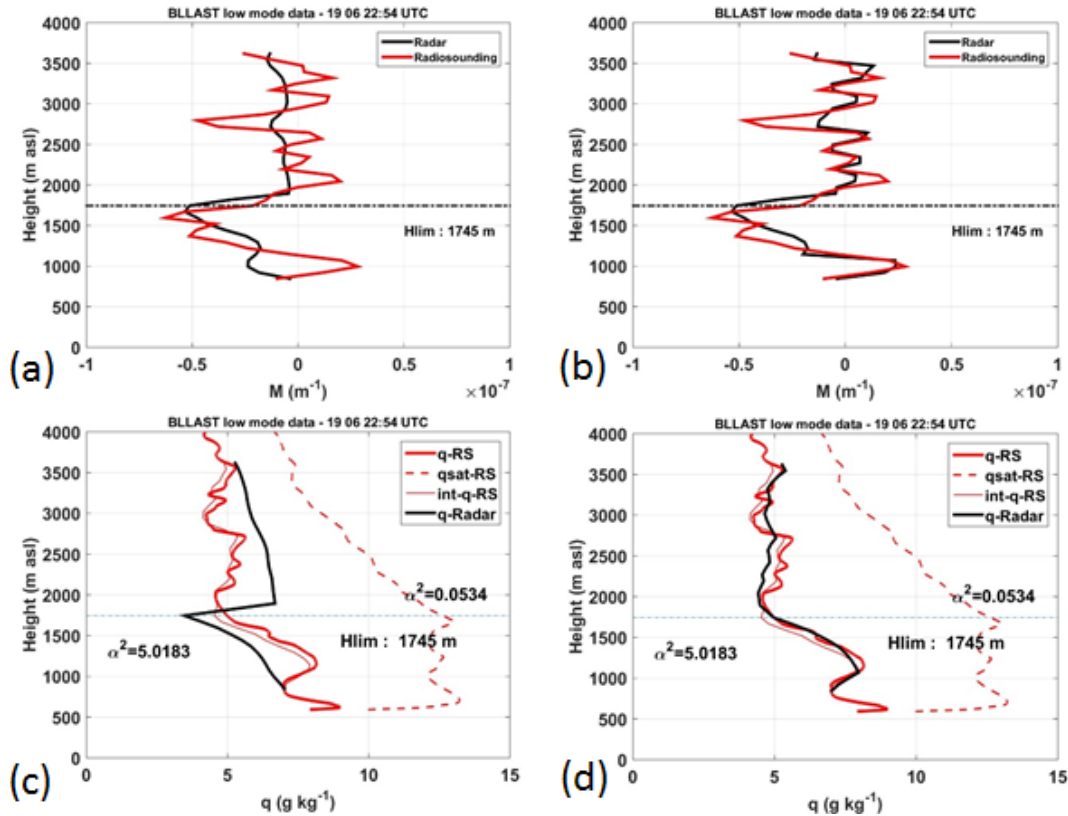 BLLAST low mode data - 19 06 22:54 UTC
4000
3500
3000
2500
2000
1500
1000
500
0
Height (m asl)
Radar
Radiosounding
Hlim : 1745 m
-1
-0.5
0
0.5
1
M (m⁻¹)
×10⁻⁷
(a)
BLLAST low mode data - 19 06 22:54 UTC
4000
3500
3000
2500
2000
1500
1000
500
0
Height (m asl)
Radar
Radiosounding
Hlim : 1745 m
-1
-0.5
0
0.5
1
M (m⁻¹)
×10⁻⁷
(b)
BLLAST low mode data - 19 06 22:54 UTC
4000
3500
3000
2500
2000
1500
1000
500
0
Height (m asl)
q-RS
qsat-RS
int-q-RS
q-Radar
α²=0.0534
Hlim : 1745 m
α²=5.0183
0
5
10
15
q (g kg⁻¹)
(c)
BLLAST low mode data - 19 06 22:54 UTC
4000
3500
3000
2500
2000
1500
1000
500
0
Height (m asl)
q-RS
qsat-RS
int-q-RS
q-Radar
α²=0.0534
Hlim : 1745 m
α²=5.0183
0
5
10
15
q (g kg⁻¹)
(d)